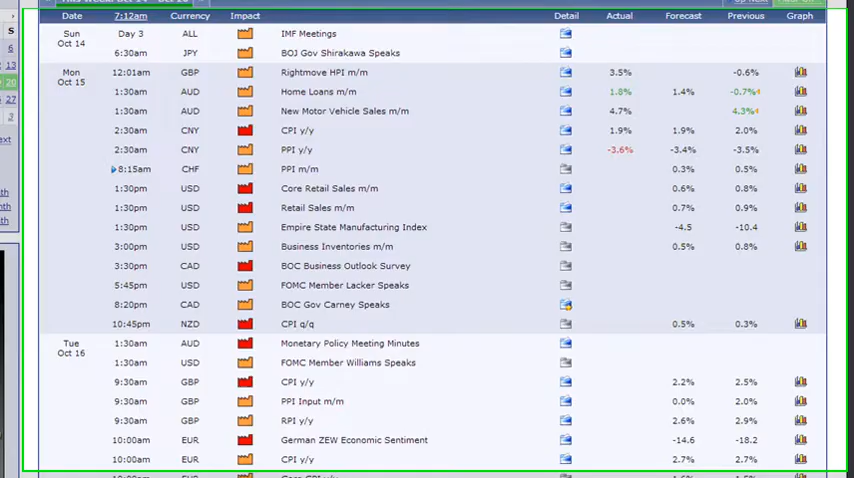 Date 7:12am Currency Impact Detail Actual Forecast Previous Graph
Sun Oct 14 Day 3 ALL IMF Meetings
6:30am JPY BOJ Gov Shirakawa Speaks
Mon Oct 15 12:01am GBP Rightmove HPI m/m 3.5% -0.6%
1:30am AUD Home Loans m/m 1.8% 1.4% -0.7%
1:30am AUD New Motor Vehicle Sales m/m 4.7% 4.3%
2:30am CNY CPI y/y 1.9% 1.9% 2.0%
2:30am CNY PPI y/y -3.6% -3.4% -3.5%
8:15am CHF PPI m/m 0.3% 0.5%
1:30pm USD Core Retail Sales m/m 0.6% 0.8%
1:30pm USD Retail Sales m/m 0.7% 0.9%
1:30pm USD Empire State Manufacturing Index -4.5 -10.4
3:00pm USD Business Inventories m/m 0.5% 0.8%
3:30pm CAD BOC Business Outlook Survey
5:45pm USD FOMC Member Lacker Speaks
8:20pm CAD BOC Gov Carney Speaks
10:45pm NZD CPI q/q 0.5% 0.3%
Tue Oct 16 1:30am AUD Monetary Policy Meeting Minutes
1:30am USD FOMC Member Williams Speaks
9:30am GBP CPI y/y 2.2% 2.5%
9:30am GBP PPI Input m/m 0.0% 2.0%
9:30am GBP RPI y/y 2.6% 2.9%
10:00am EUR German ZEW Economic Sentiment -14.6 -18.2
10:00am EUR CPI y/y 2.7% 2.7%
S
6
13
20
27
3